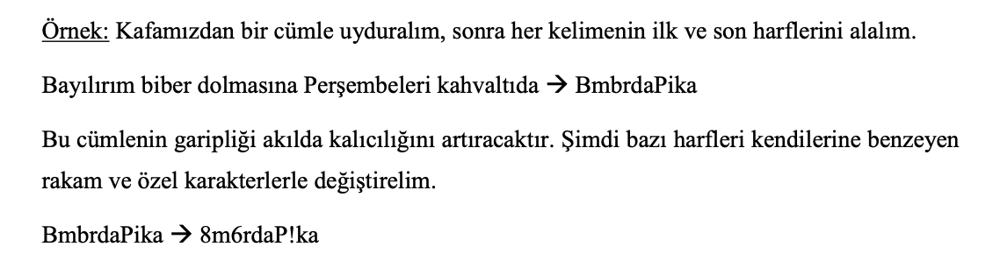 Örnek: Kafamızdan bir cümle uyduralım, sonra her kelimenin ilk ve son harflerini alalım.
Bayılırım biber dolmasına Perşembeleri kahvaltıda → BmbrdaPika
Bu cümlenin garipliği akılda kalıcılığını artıracaktır. Şimdi bazı harfleri kendilerine benzeyen
rakam ve özel karakterlerle değiştirelim.
BmbrdaPika → 8m6rdaP!ka